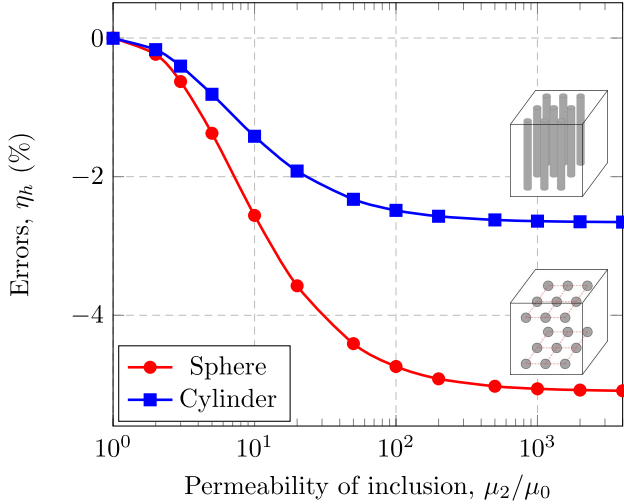 0
−2
−4
Errors, η_h (%)
Sphere
Cylinder
10^0
10^1
10^2
10^3
Permeability of inclusion, μ_2/μ_0